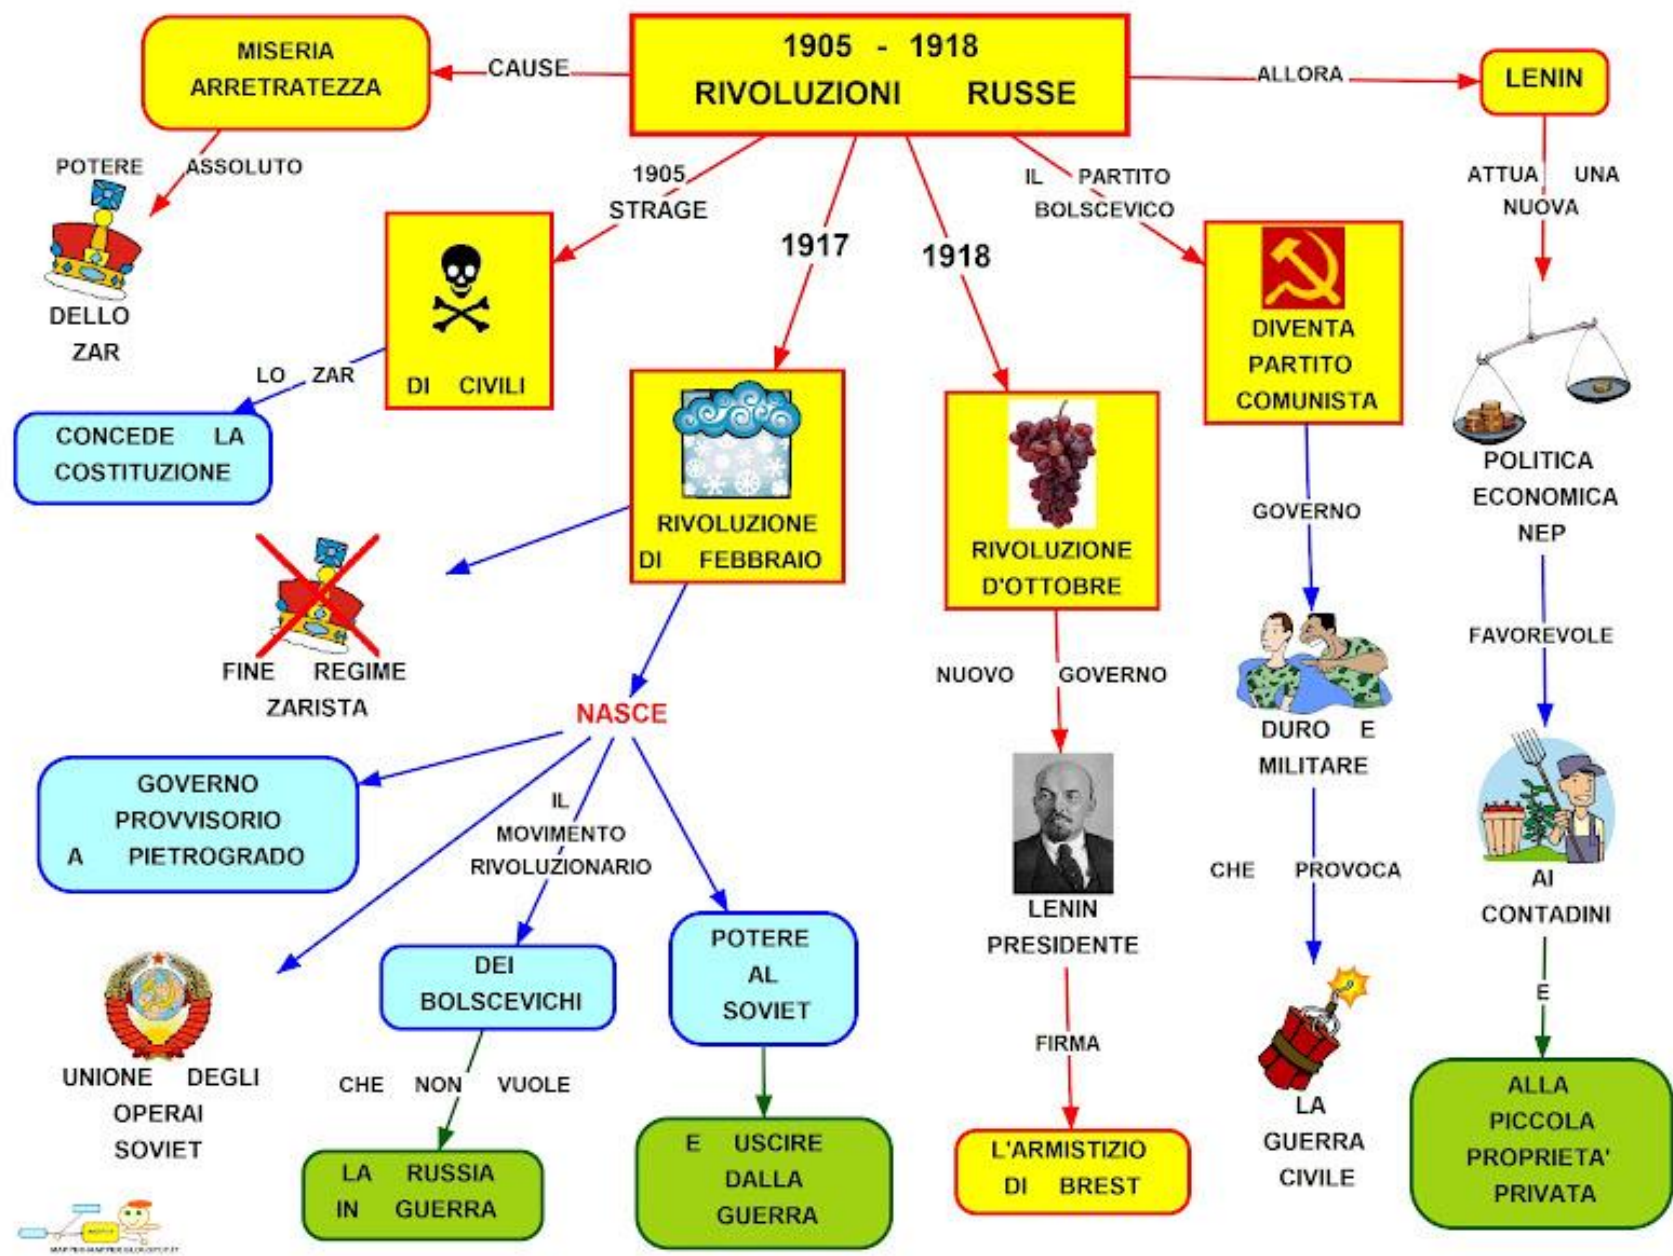 1905 - 1918
RIVOLUZIONI RUSSE
CAUSE
MISERIA
ARRETRATEZZA
POTERE ASSOLUTO
DELLO
ZAR
1905
STRAGE
DI CIVILI
LO ZAR
CONCEDE LA
COSTITUZIONE
1917
RIVOLUZIONE
DI FEBBRAIO
FINE REGIME
ZARISTA
NASCE
GOVERNO
PROVVISORIO
A PIETROGRADO
UNIONE DEGLI
OPERAI
SOVIET
IL
MOVIMENTO
RIVOLUZIONARIO
DEI
BOLSCEVICHI
CHE NON VUOLE
LA RUSSIA
IN GUERRA
POTERE
AL
SOVIET
E USCIRE
DALLA
GUERRA
1918
RIVOLUZIONE
D'OTTOBRE
NUOVO GOVERNO
LENIN
PRESIDENTE
FIRMA
L'ARMISTIZIO
DI BREST
IL PARTITO
BOLSCEVICO
DIVENTA
PARTITO
COMUNISTA
GOVERNO
DURO E
MILITARE
CHE PROVOCA
LA
GUERRA
CIVILE
ALLORA
LENIN
ATTUA UNA
NUOVA
POLITICA
ECONOMICA
NEP
FAVOREVOLE
AI
CONTADINI
E
ALLA
PICCOLA
PROPRIETA'
PRIVATA